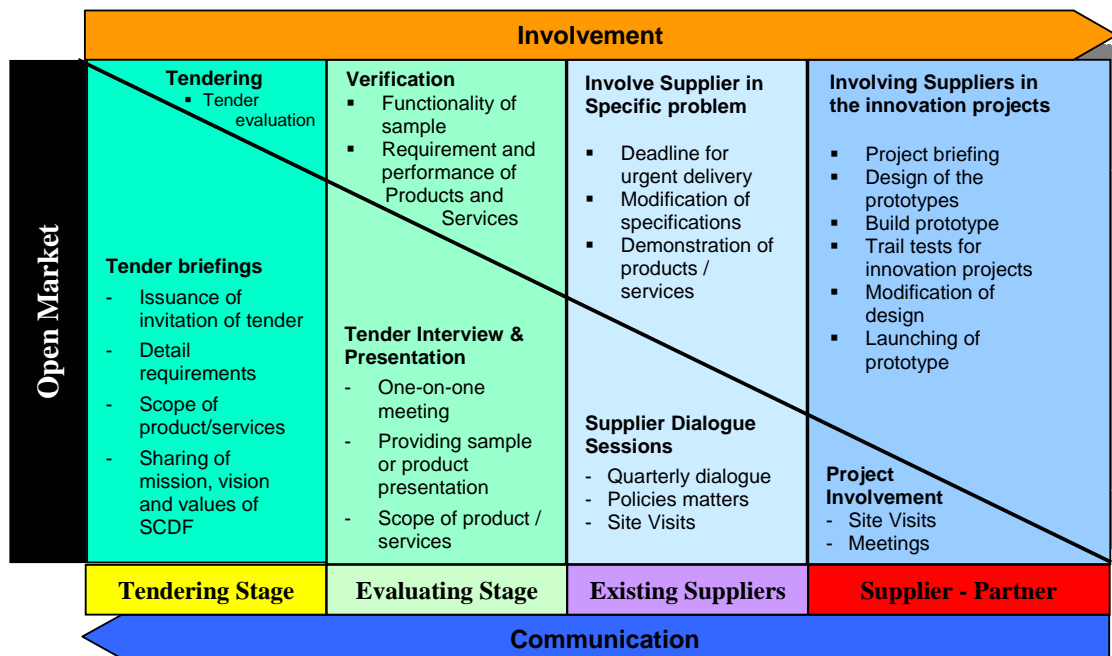 Involvement
Open Market
Tendering
▪ Tender
evaluation
Tender briefings
- Issuance of
invitation of tender
- Detail
requirements
- Scope of
product/services
- Sharing of
mission, vision
and values of
SCDF
Verification
▪ Functionality of
sample
▪ Requirement and
performance of
Products and
Services
Tender Interview &
Presentation
- One-on-one
meeting
- Providing sample
or product
presentation
- Scope of product /
services
Involve Supplier in
Specific problem
▪ Deadline for
urgent delivery
▪ Modification of
specifications
▪ Demonstration of
products /
services
Supplier Dialogue
Sessions
- Quarterly dialogue
- Policies matters
- Site Visits
Involving Suppliers in
the innovation projects
▪ Project briefing
▪ Design of the
prototypes
▪ Build prototype
▪ Trail tests for
innovation projects
▪ Modification of
design
▪ Launching of
prototype
Project
Involvement
- Site Visits
- Meetings
Tendering Stage
Evaluating Stage
Existing Suppliers
Supplier - Partner
Communication